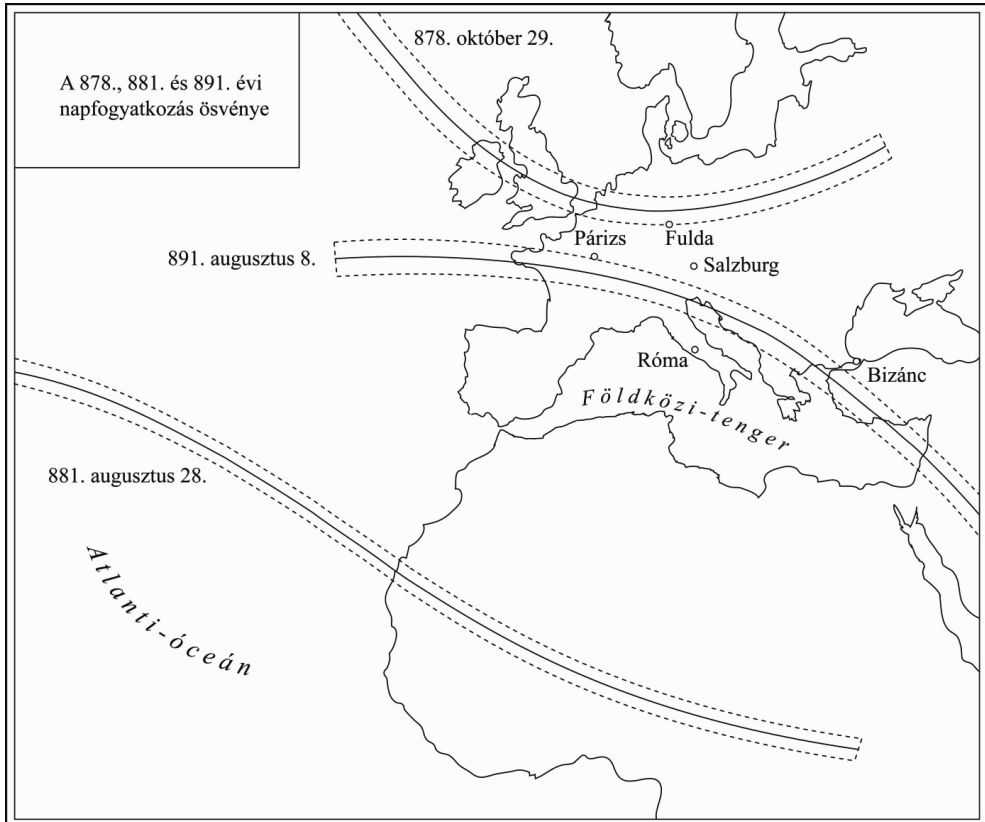 A 878., 881. és 891. évi
napfogyatkozás ösvénye
878. október 29.
Párizs
Fulda
891. augusztus 8.
Salzburg
Róma
Bizánc
Földközi-tenger
881. augusztus 28.
Atlanti-óceán